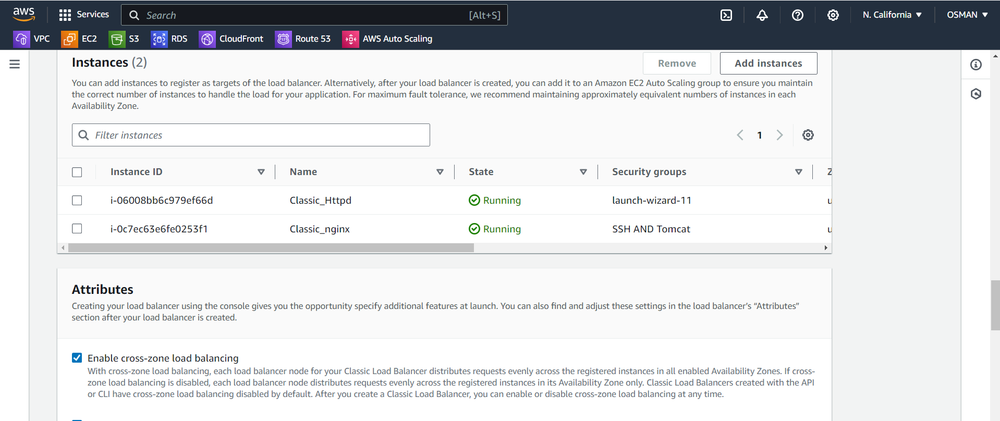 aws
Services
Search
[Alt+S]
N. California
OSMAN
VPC
EC2
S3
RDS
CloudFront
53
Route 53
AWS Auto Scaling
Instances (2)
Remove
Add instances
You can add instances to register as targets of the load balancer. Alternatively, after your load balancer is created, you can add it to an Amazon EC2 Auto Scaling group to ensure you maintain
the correct number of instances to handle the load for your application. For maximum fault tolerance, we recommend maintaining approximately equivalent numbers of instances in each
Availability Zone.
Filter instances
1
Instance ID
Name
State
Security groups
i-06008bb6c979ef66d
Classic_Httpd
Running
launch-wizard-11
i-0c7ec63e6fe0253f1
Classic_nginx
Running
SSH AND Tomcat
Attributes
Creating your load balancer using the console gives you the opportunity specify additional features at launch. You can also find and adjust these settings in the load balancer’s “Attributes”
section after your load balancer is created.
Enable cross-zone load balancing
With cross-zone load balancing, each load balancer node for your Classic Load Balancer distributes requests evenly across the registered instances in all enabled Availability Zones. If cross-
zone load balancing is disabled, each load balancer node distributes requests evenly across the registered instances in its Availability Zone only. Classic Load Balancers created with the API
or CLI have cross-zone load balancing disabled by default. After you create a Classic Load Balancer, you can enable or disable cross-zone load balancing at any time.